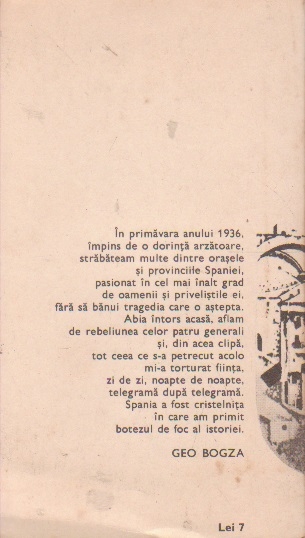 În primăvara anului 1936,
împins de o dorință arzătoare,
străbăteam multe dintre orașele
și provinciile Spaniei,
pasionat în cel mai înalt grad
de oamenii și priveliștile ei,
fără să bănui tragedia care o aștepta.
Abia întors acasă, aflam
de rebeliunea celor patru generali
și, din acea clipă,
tot ceea ce s-a petrecut acolo
mi-a torturat ființa,
zi de zi, noapte de noapte,
telegramă după telegramă.
Spania a fost cristelnița
în care am primit
botezul de foc al istoriei.
GEO BOGZA
Lei 7